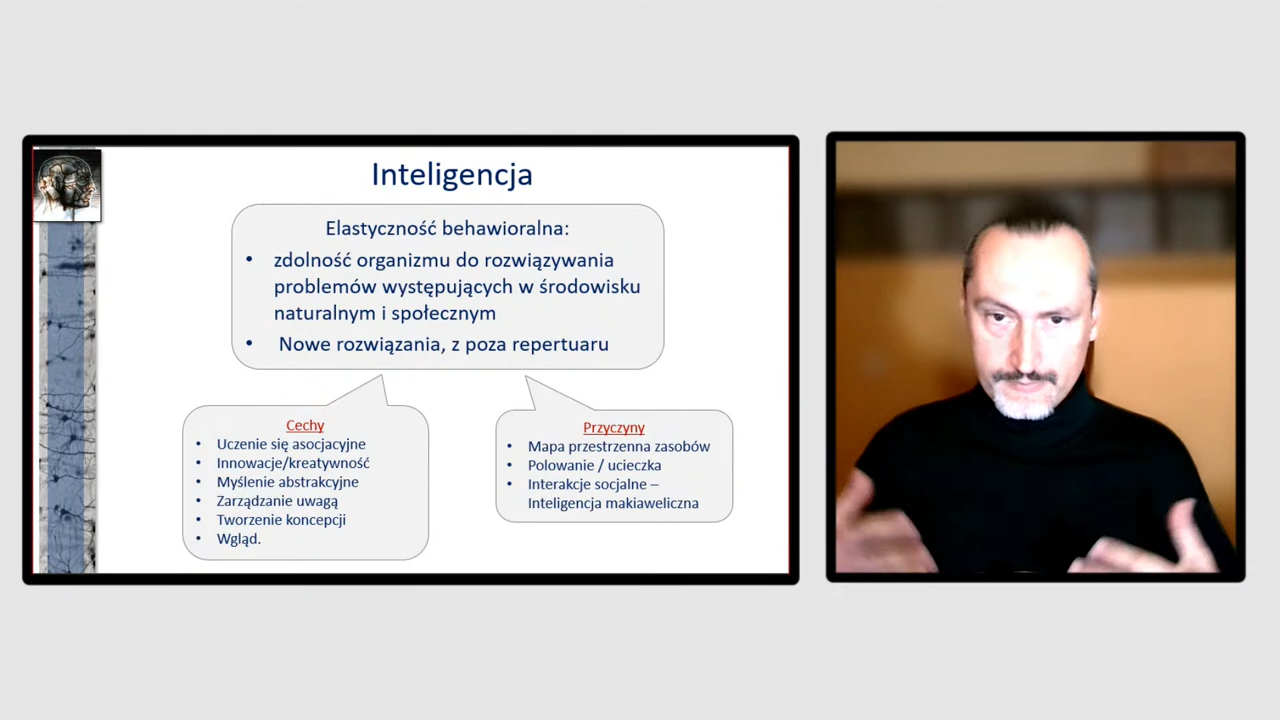 Inteligencja
Elastyczność behawioralna:
• zdolność organizmu do rozwiązywania
problemów występujących w środowisku
naturalnym i społecznym
• Nowe rozwiązania, z poza repertuaru
Cechy
• Uczenie się asocjacyjne
• Innowacje/kreatywność
• Myślenie abstrakcyjne
• Zarządzanie uwagą
• Tworzenie koncepcji
• Wgląd.
Przyczyny
• Mapa przestrzenna zasobów
• Polowanie / ucieczka
• Interakcje socjalne –
Inteligencja makiaweliczna